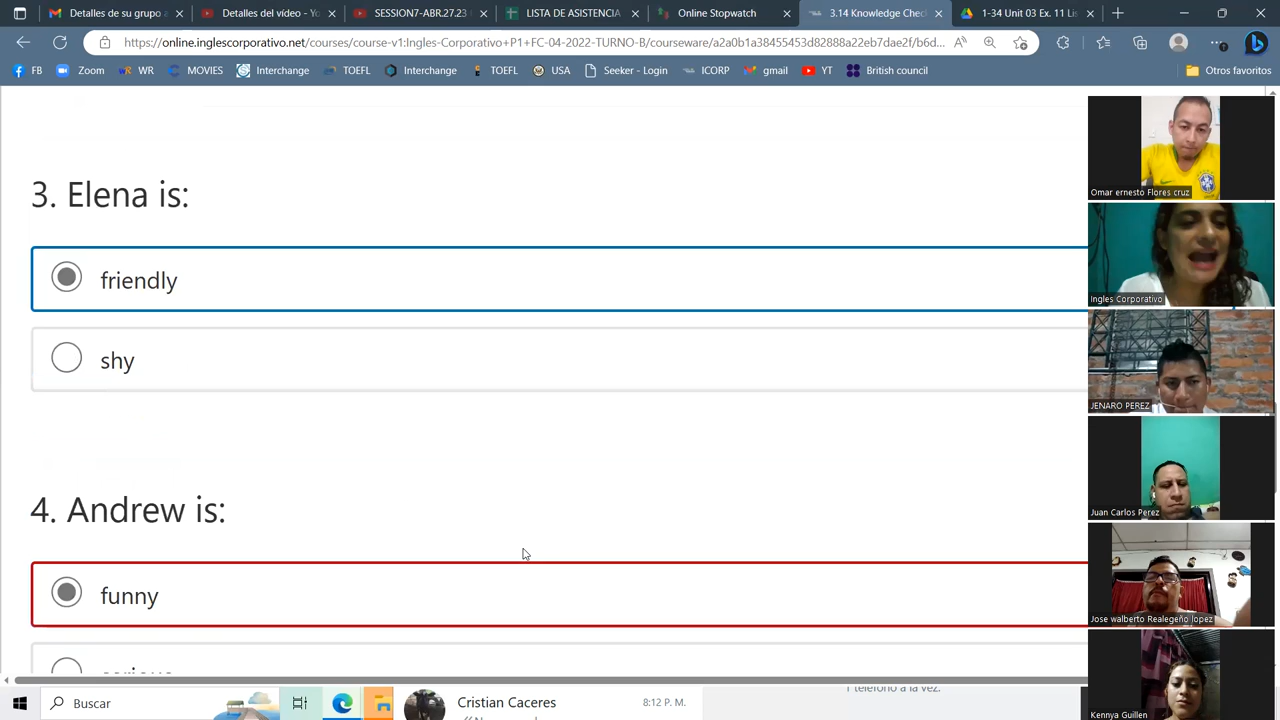 Detalles de su grupo a
Detalles del vídeo - Yo
SESSION7-ABR.27.23
LISTA DE ASISTENCIA
Online Stopwatch
3.14 Knowledge Chec
1-34 Unit 03 Ex. 11 Lis
https://online.inglescorporativo.net/courses/course-v1:Ingles-Corporativo+P1+FC-04-2022-TURNO-B/courseware/a2a0b1a38455453d82888a22eb7dae2f/b6d...
FB
Zoom
WR
MOVIES
Interchange
TOEFL
Interchange
TOEFL
USA
Seeker - Login
ICORP
gmail
YT
British council
Otros favoritos
3. Elena is:
friendly
shy
4. Andrew is:
funny
serious
Omar ernesto Flores cruz
Ingles Corporativo
JENARO PEREZ
Juan Carlos Perez
Jose walberto Realegeño lopez
Kennya Guillen
Buscar
Cristian Caceres
8:12 P. M.
1 teléfono a la vez.